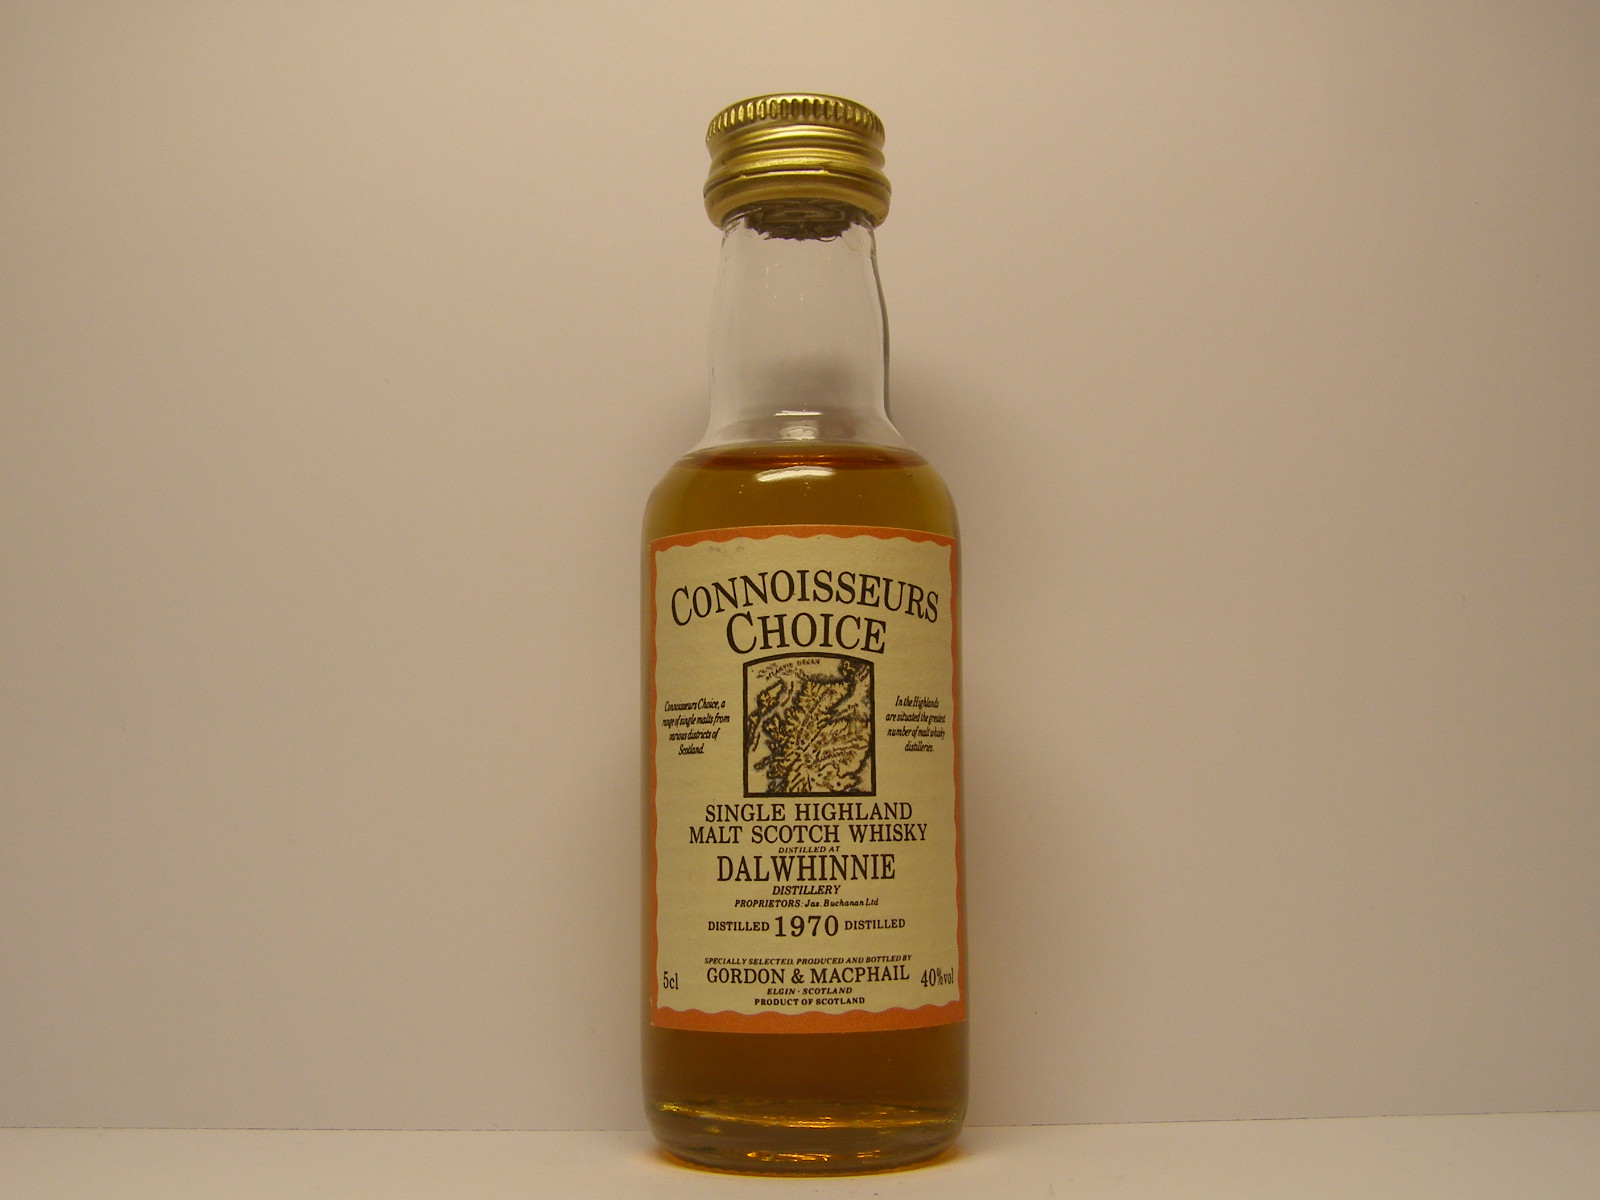 CONNOISSEURS
CHOICE
ATLANTIC OCEAN
Connoisseurs Choice, a
range of single malts from
various districts of
Scotland.
In the Highlands
are situated the greatest
number of malt whisky
distilleries.
SINGLE HIGHLAND
MALT SCOTCH WHISKY
DISTILLED AT
DALWHINNIE
DISTILLERY
PROPRIETORS: Jas. Buchanan Ltd
DISTILLED 1970 DISTILLED
SPECIALLY SELECTED, PRODUCED AND BOTTLED BY
5cl GORDON & MACPHAIL 40%vol
ELGIN · SCOTLAND
PRODUCT OF SCOTLAND